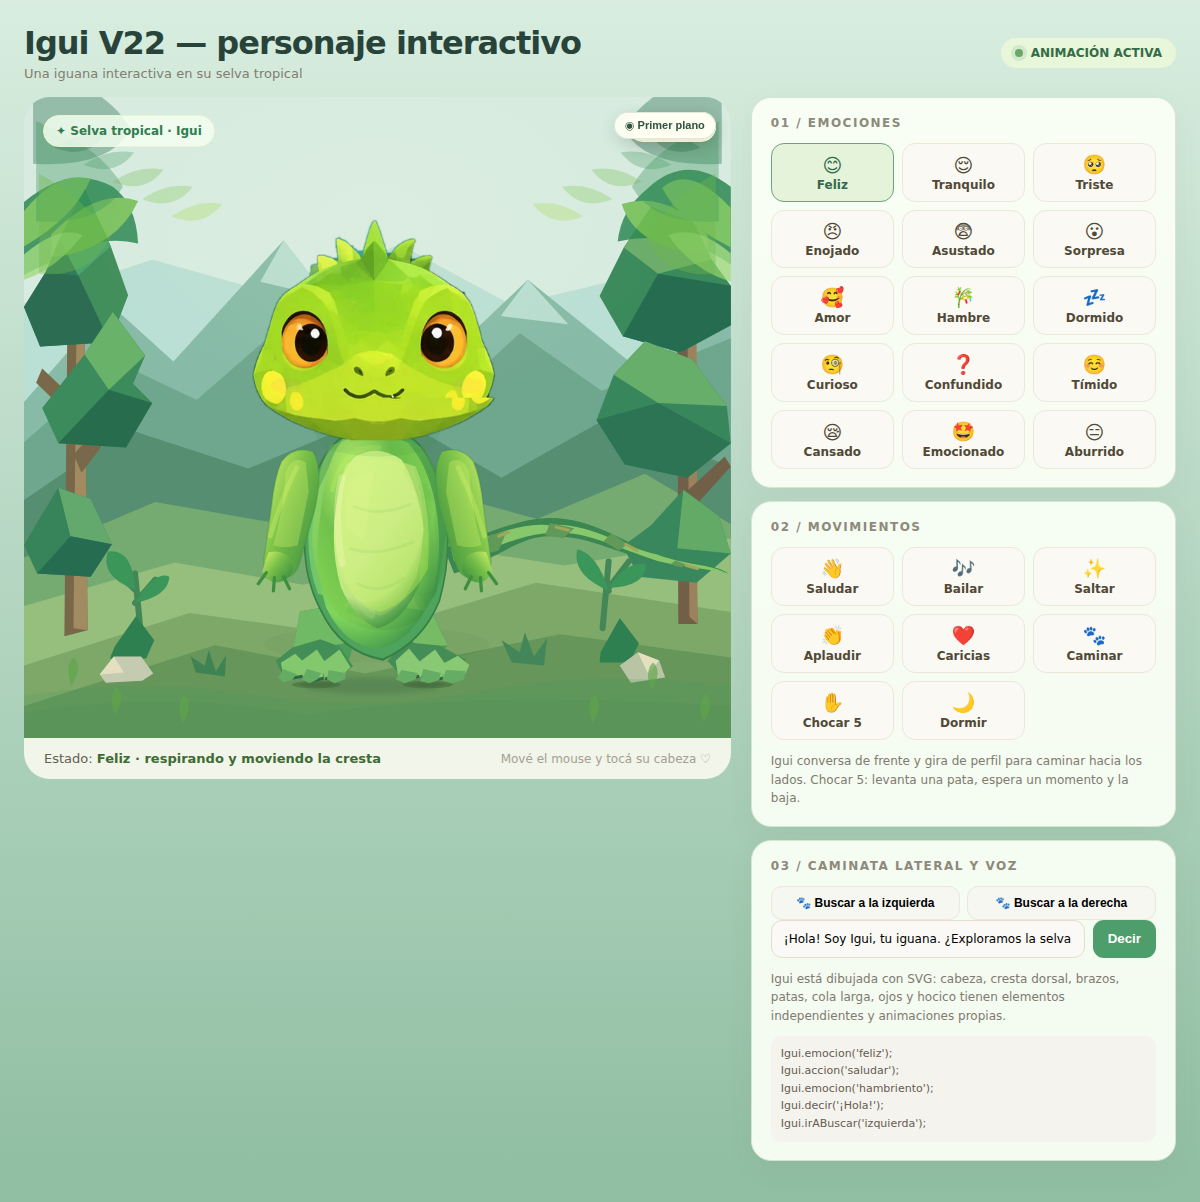 Igui V22 — personaje interactivo
Una iguana interactiva en su selva tropical
ANIMACIÓN ACTIVA
✦ Selva tropical · Igui
◉ Primer plano
Estado: Feliz · respirando y moviendo la cresta
Mové el mouse y tocá su cabeza ♡
01 / EMOCIONES
Feliz
Tranquilo
Triste
Enojado
Asustado
Sorpresa
Amor
Hambre
Dormido
Curioso
Confundido
Tímido
Cansado
Emocionado
Aburrido
02 / MOVIMIENTOS
Saludar
Bailar
Saltar
Aplaudir
Caricias
Caminar
Chocar 5
Dormir
Igui conversa de frente y gira de perfil para caminar hacia los
lados. Chocar 5: levanta una pata, espera un momento y la
baja.
03 / CAMINATA LATERAL Y VOZ
🐾 Buscar a la izquierda
🐾 Buscar a la derecha
¡Hola! Soy Igui, tu iguana. ¿Exploramos la selva
Decir
Igui está dibujada con SVG: cabeza, cresta dorsal, brazos,
patas, cola larga, ojos y hocico tienen elementos
independientes y animaciones propias.
Igui.emocion('feliz');
Igui.accion('saludar');
Igui.emocion('hambriento');
Igui.decir('¡Hola!');
Igui.irABuscar('izquierda');